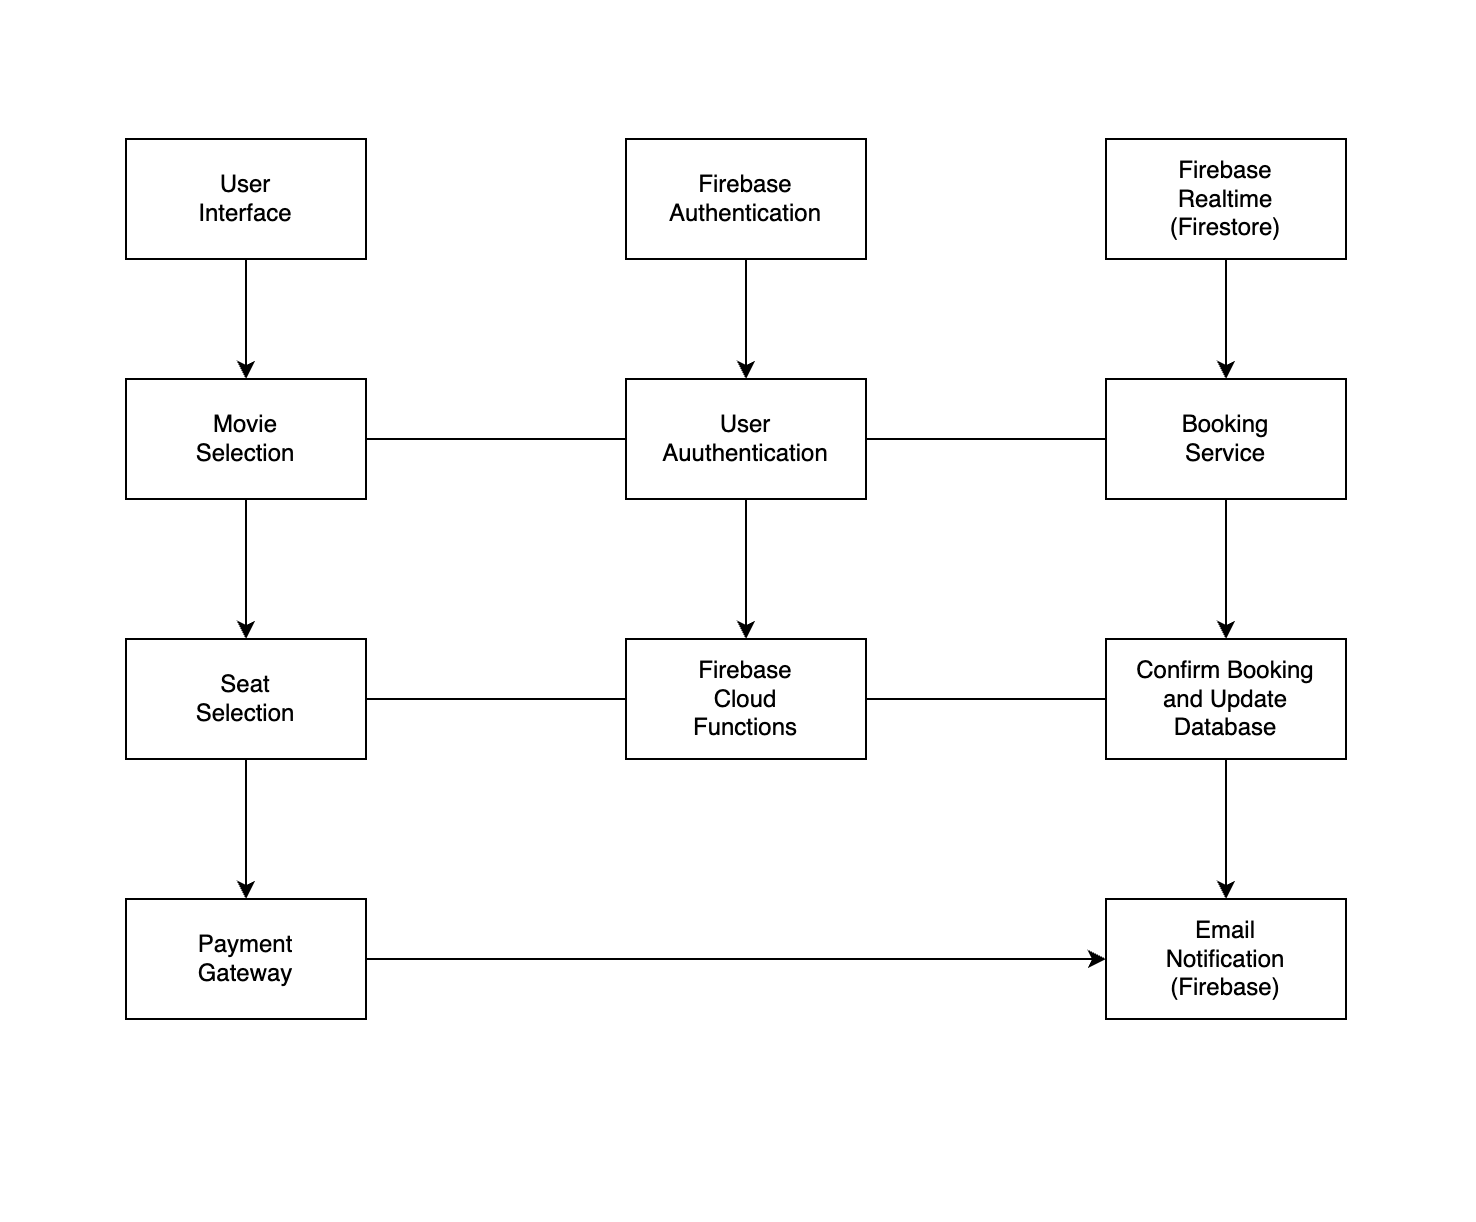 User
Interface
Firebase
Authentication
Firebase
Realtime
(Firestore)
Movie
Selection
User
Auuthentication
Booking
Service
Seat
Selection
Firebase
Cloud
Functions
Confirm Booking
and Update
Database
Payment
Gateway
Email
Notification
(Firebase)